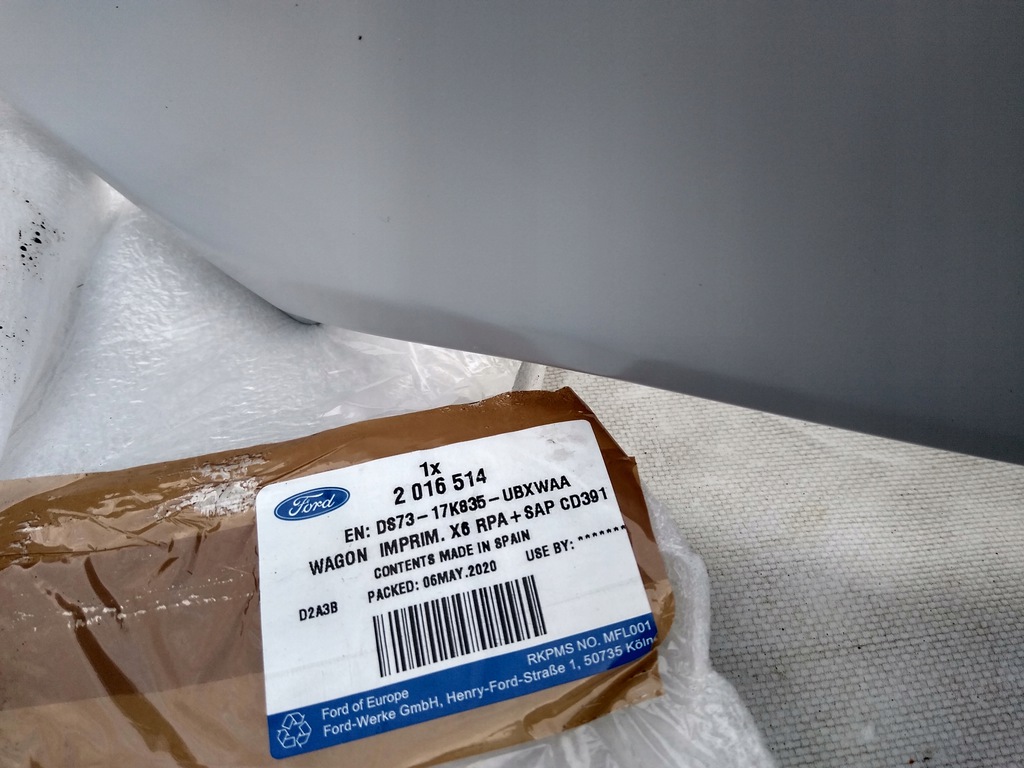 1x
Ford
2 016 514
EN: DS73-17K835-UBXWAA
WAGON IMPRIM. X6 RPA+SAP CD391
CONTENTS MADE IN SPAIN
D2A3B PACKED: 06MAY.2020 USE BY: *******
RKPMS NO. MFL001
Ford of Europe
Ford-Werke GmbH, Henry-Ford-Straße 1, 50735 Köln